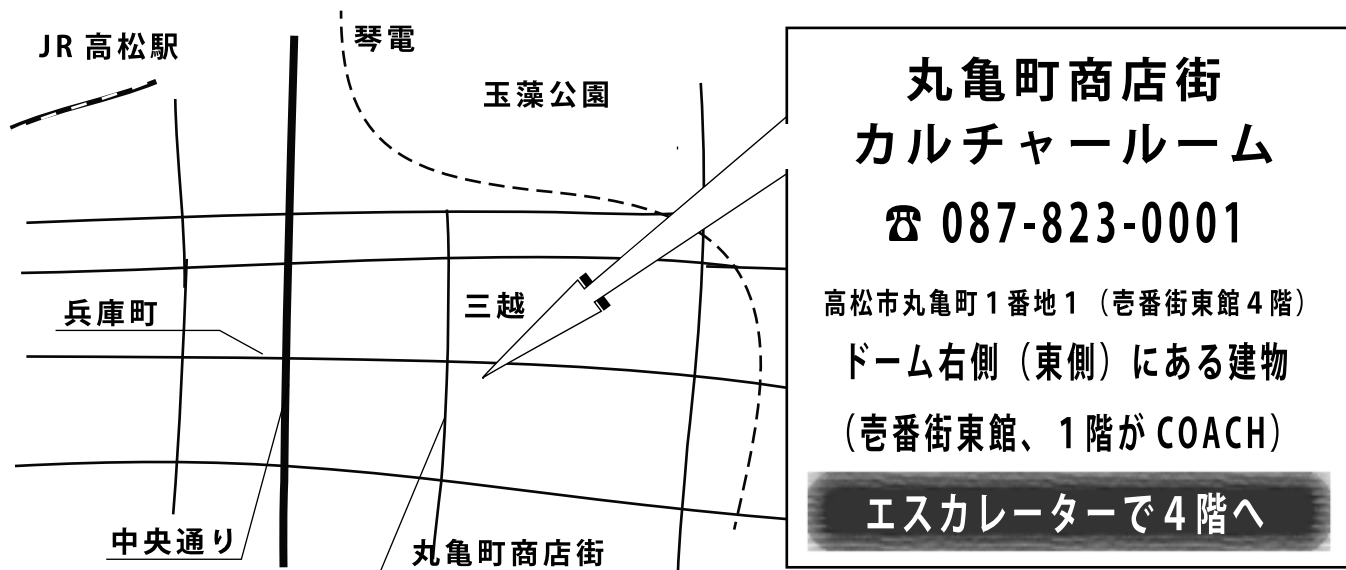 JR 高松駅
琴電
玉藻公園
兵庫町
三越
中央通り
丸亀町商店街
丸亀町商店街
カルチャールーム
☎ 087-823-0001
高松市丸亀町1番地1（壱番街東館4階）
ドーム右側（東側）にある建物
（壱番街東館、1階が COACH）
エスカレーターで4階へ